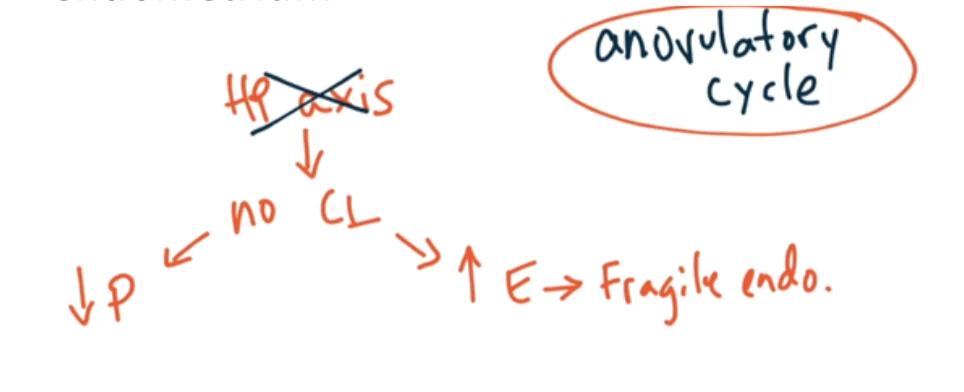 anovulatory
cycle
HP axis
↓
no CL
↙ ↘
↓ P
↑ E → Fragile endo.